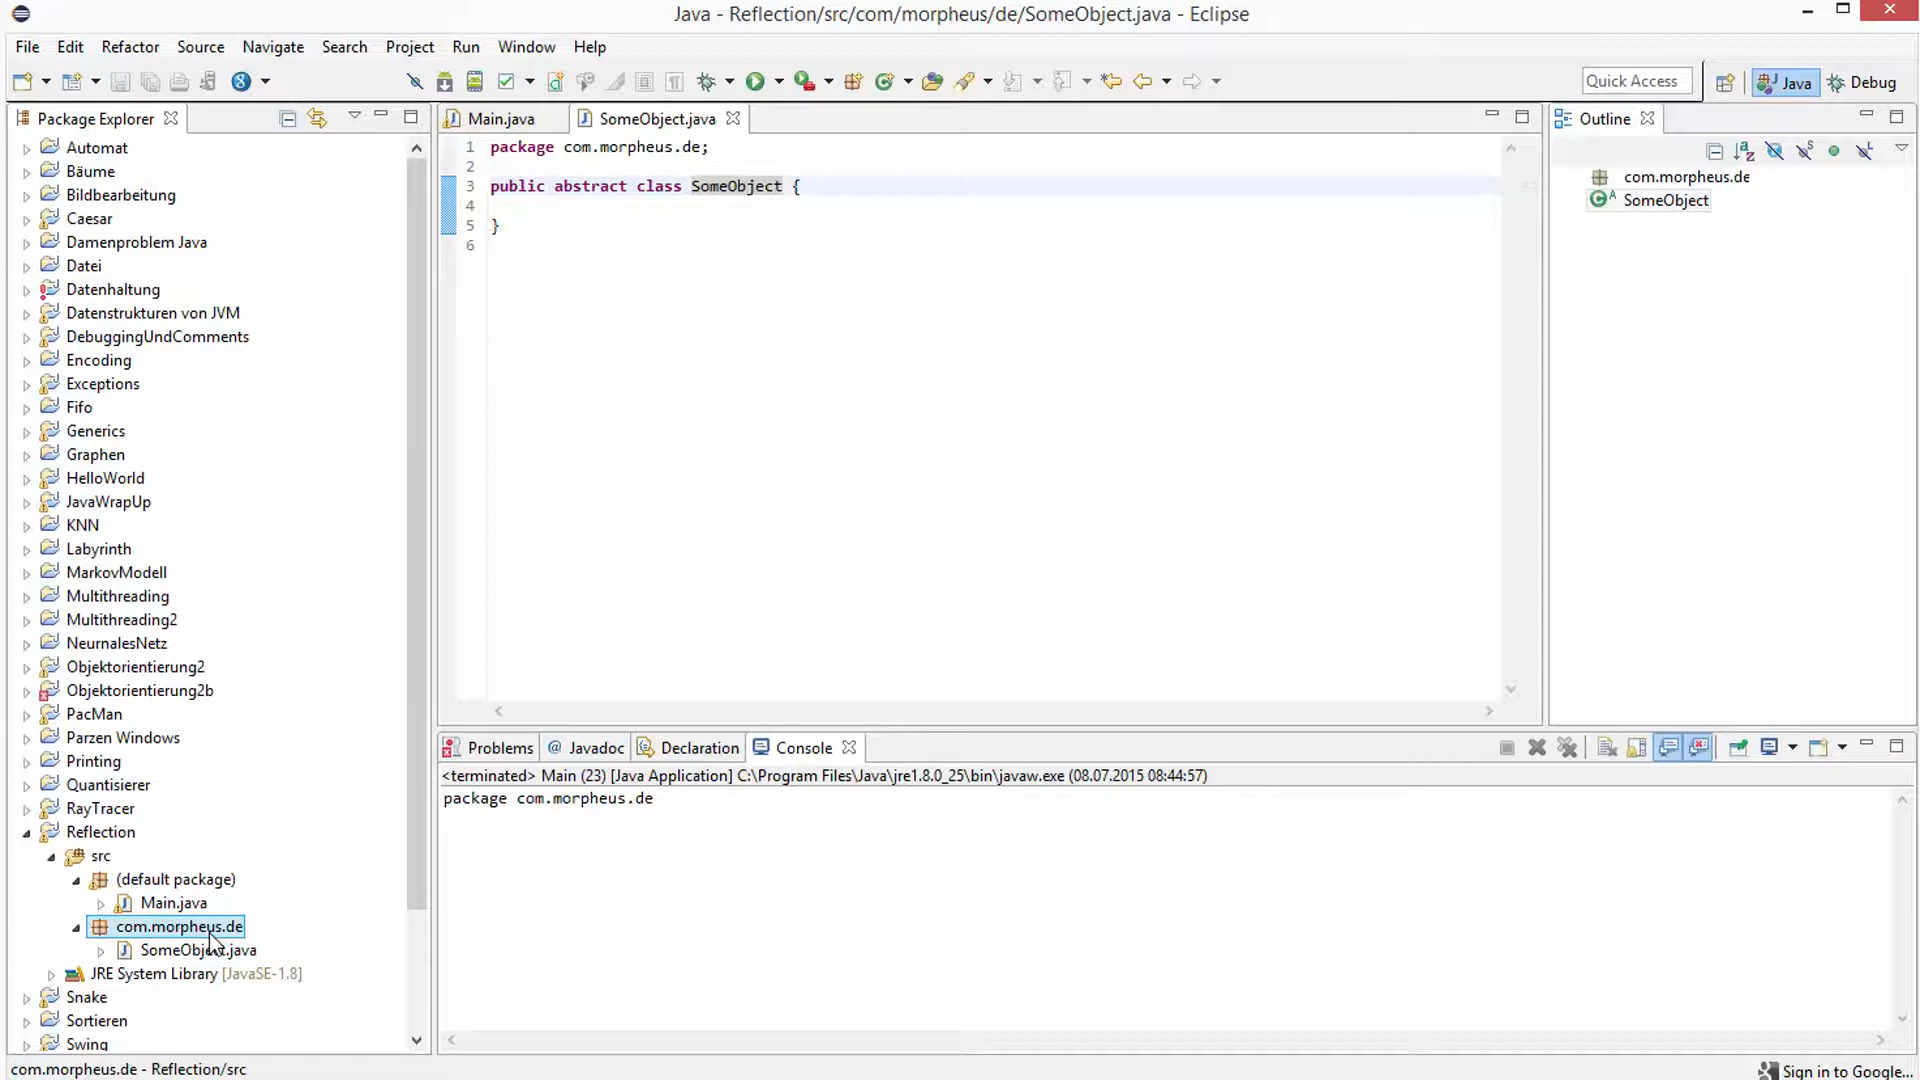 Java - Reflection/src/com/morpheus/de/SomeObject.java - Eclipse
File Edit Refactor Source Navigate Search Project Run Window Help
Quick Access
Java
Debug
Package Explorer
Automat
Bäume
Bildbearbeitung
Caesar
Damenproblem Java
Datei
Datenhaltung
Datenstrukturen von JVM
DebuggingUndComments
Encoding
Exceptions
Fifo
Generics
Graphen
HelloWorld
JavaWrapUp
KNN
Labyrinth
MarkovModell
Multithreading
Multithreading2
NeurnalesNetz
Objektorientierung2
Objektorientierung2b
PacMan
Parzen Windows
Printing
Quantisierer
RayTracer
Reflection
src
(default package)
Main.java
com.morpheus.de
SomeObject.java
JRE System Library [JavaSE-1.8]
Snake
Sortieren
Swing
Main.java
SomeObject.java
1 package com.morpheus.de;
2
3 public abstract class SomeObject {
4
5 }
6
Outline
com.morpheus.de
SomeObject
Problems @ Javadoc Declaration Console
<terminated> Main (23) [Java Application] C:\Program Files\Java\jre1.8.0_25\bin\javaw.exe (08.07.2015 08:44:57)
package com.morpheus.de
com.morpheus.de - Reflection/src
Sign in to Google...